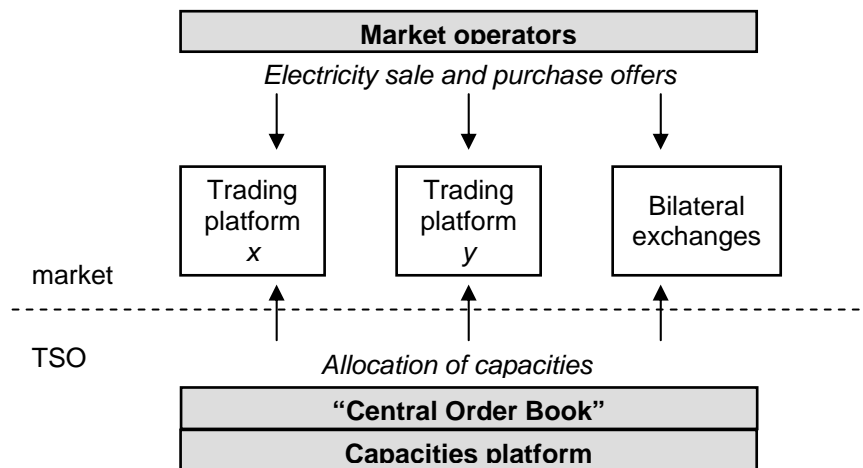 Market operators
Electricity sale and purchase offers
Trading
platform
x
Trading
platform
y
Bilateral
exchanges
market
TSO
Allocation of capacities
“Central Order Book”
Capacities platform